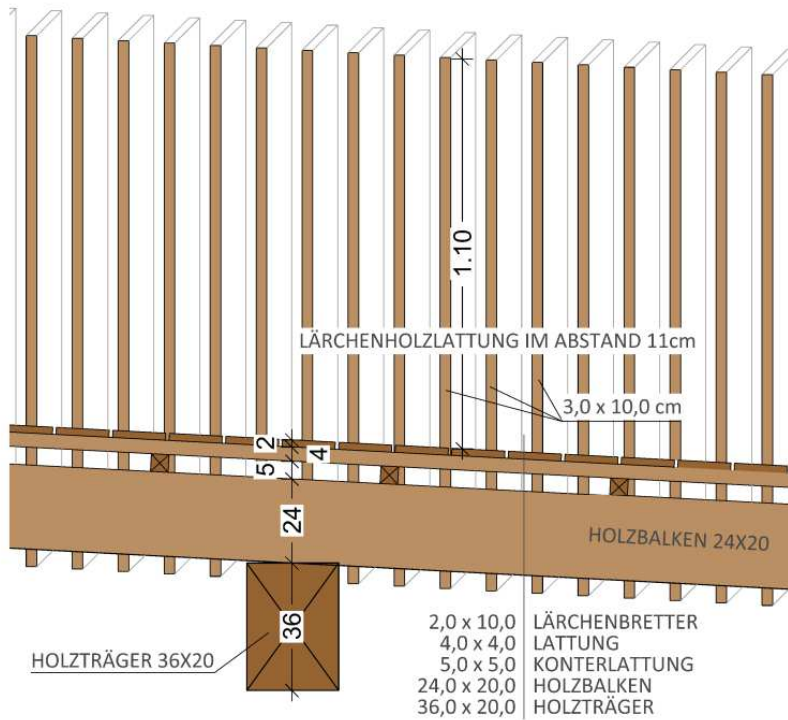 1.10
LÄRCHENHOLZLATTUNG IM ABSTAND 11cm
3,0 x 10,0 cm
2
4
5
24
HOLZBALKEN 24X20
36
HOLZTRÄGER 36X20
2,0 x 10,0 LÄRCHENBRETTER
4,0 x 4,0 LATTUNG
5,0 x 5,0 KONTERLATTUNG
24,0 x 20,0 HOLZBALKEN
36,0 x 20,0 HOLZTRÄGER